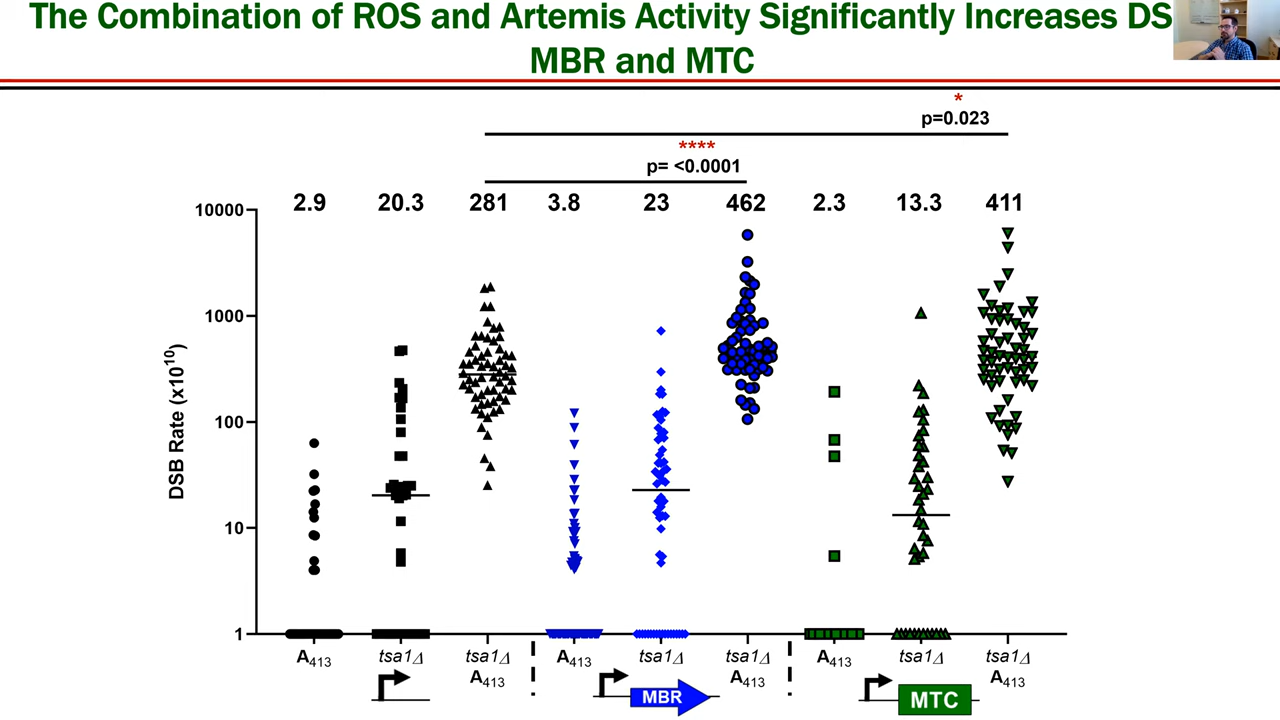 The Combination of ROS and Artemis Activity Significantly Increases DS
MBR and MTC
*
p=0.023
****
p= <0.0001
2.9 20.3 281 3.8 23 462 2.3 13.3 411
10000
1000
100
10
1
DSB Rate (x10¹⁰)
A₄₁₃ tsa1Δ tsa1Δ A₄₁₃ tsa1Δ tsa1Δ A₄₁₃ tsa1Δ tsa1Δ
A₄₁₃ A₄₁₃ A₄₁₃
MBR MTC